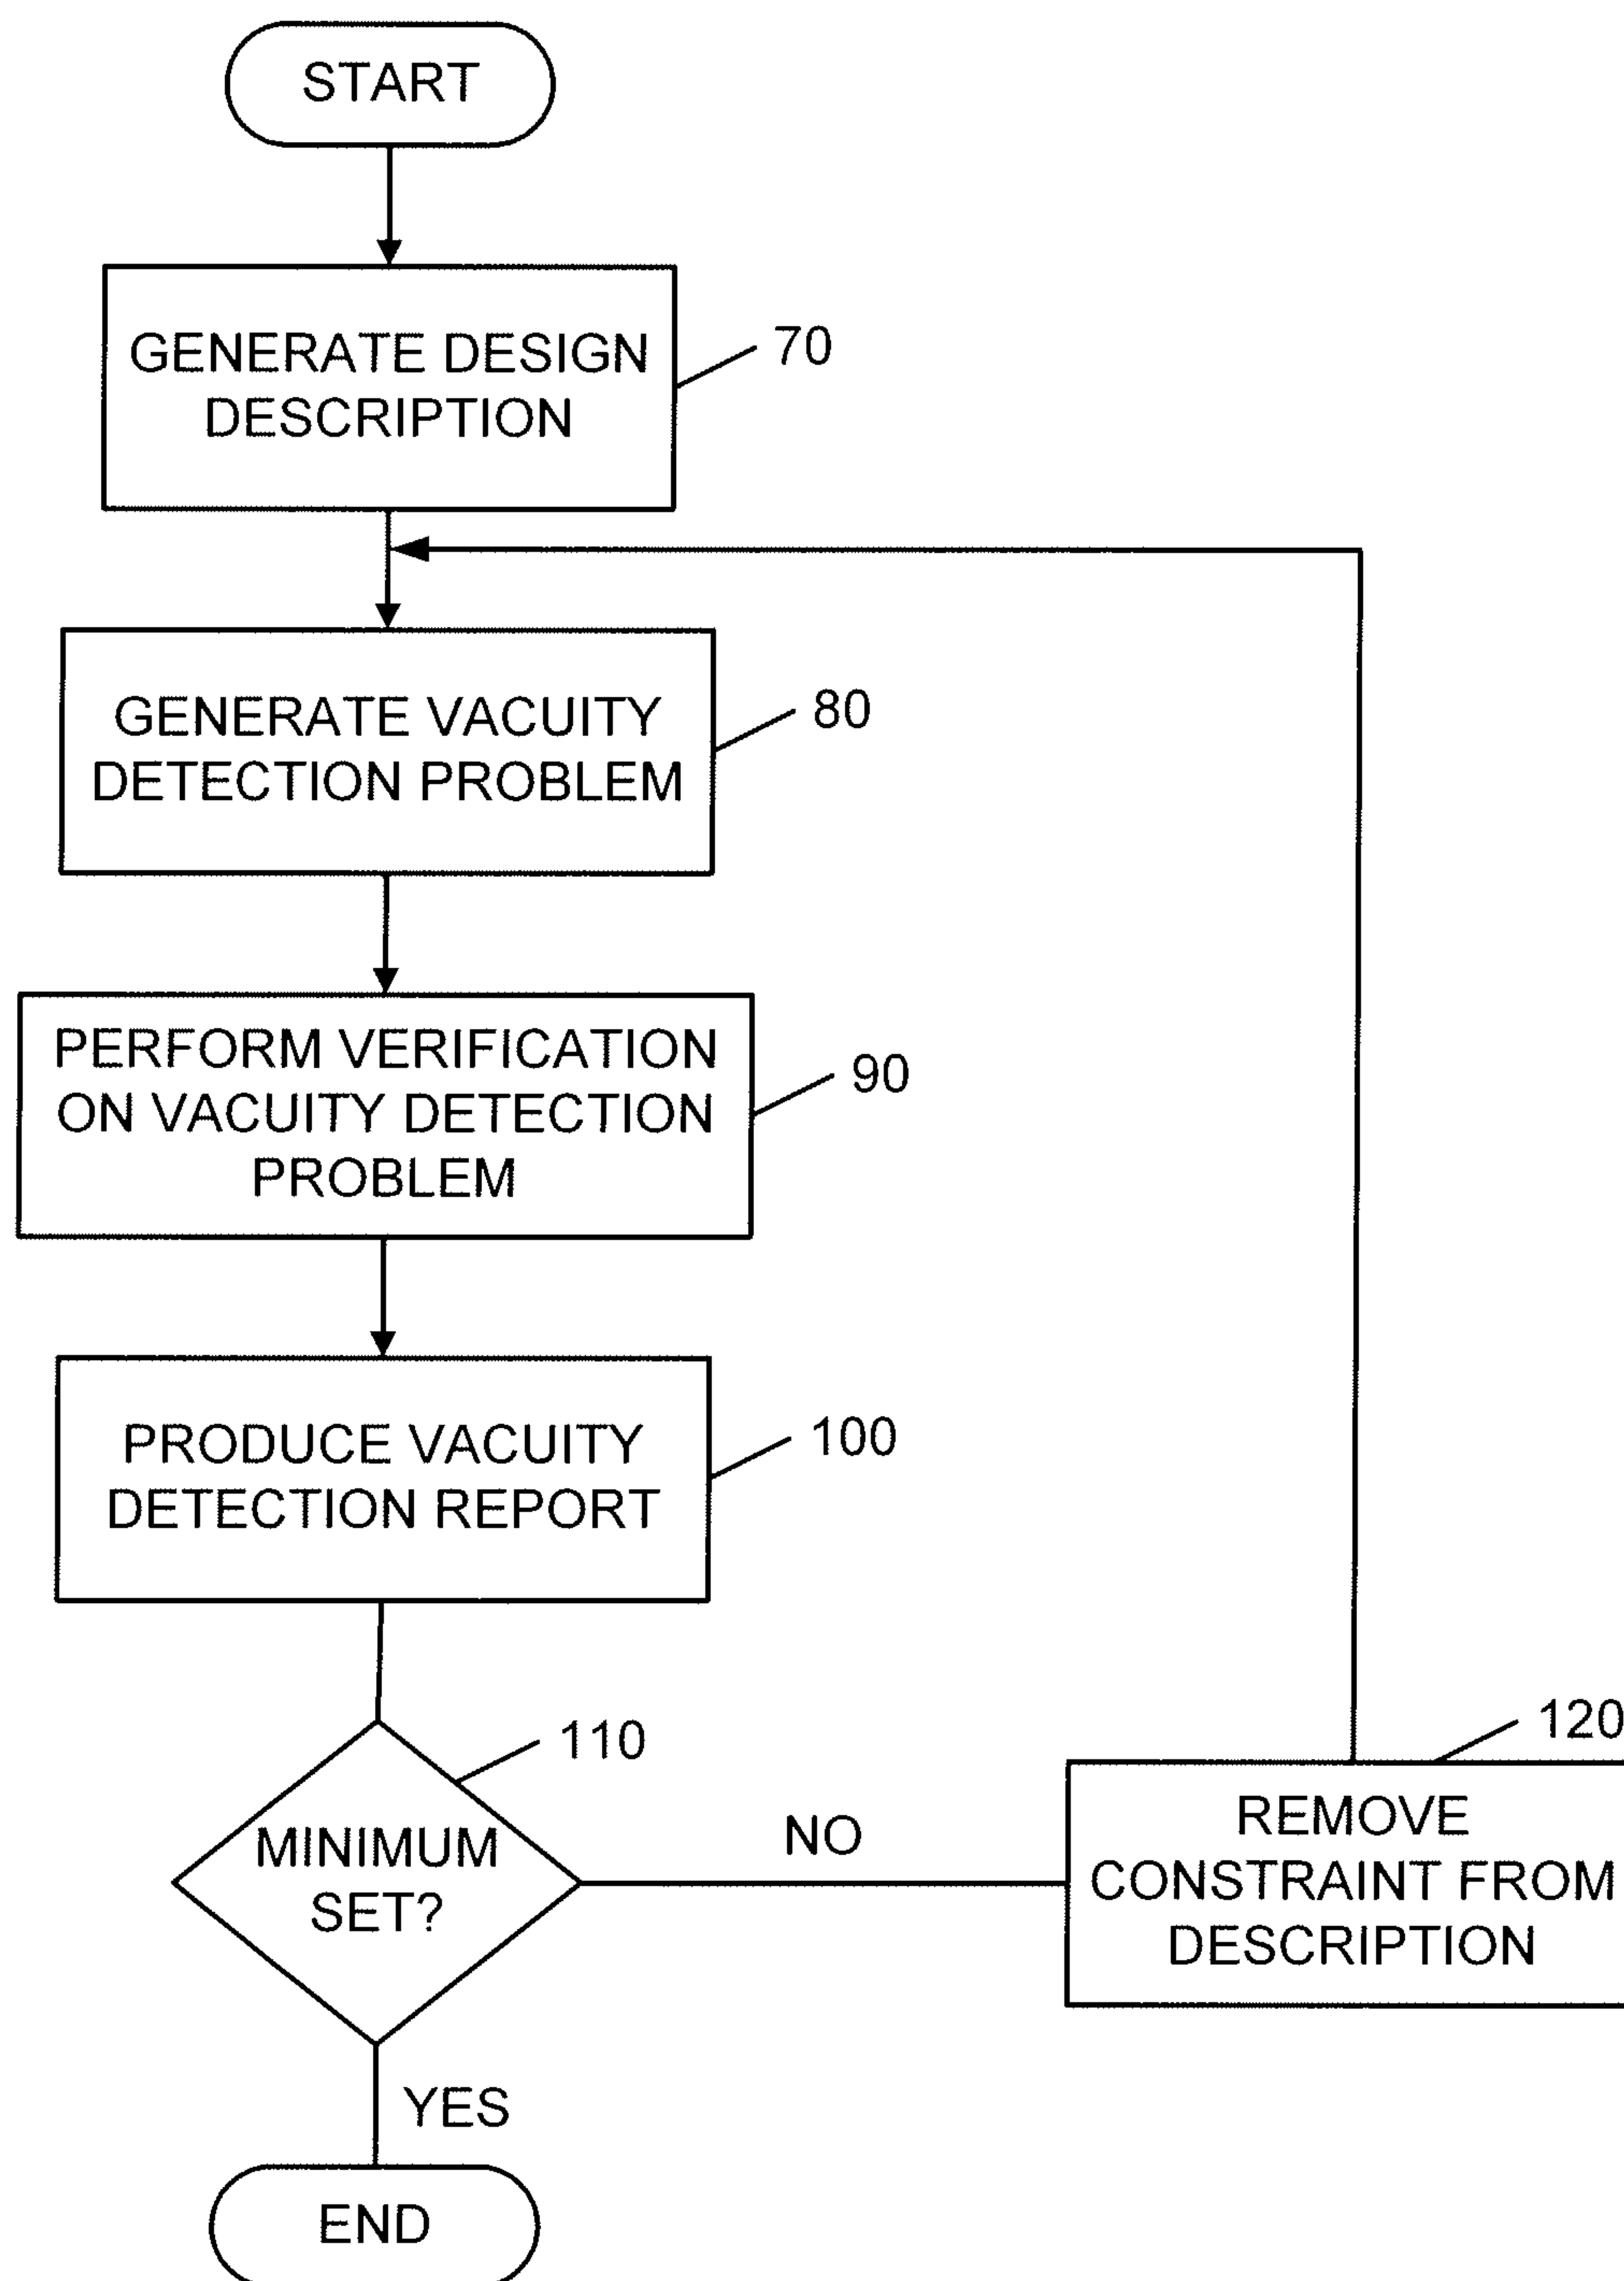 START
GENERATE DESIGN
DESCRIPTION
70
GENERATE VACUITY
DETECTION PROBLEM
80
PERFORM VERIFICATION
ON VACUITY DETECTION
PROBLEM
90
PRODUCE VACUITY
DETECTION REPORT
100
110
MINIMUM
SET?
NO
120
REMOVE
CONSTRAINT FROM
DESCRIPTION
YES
END